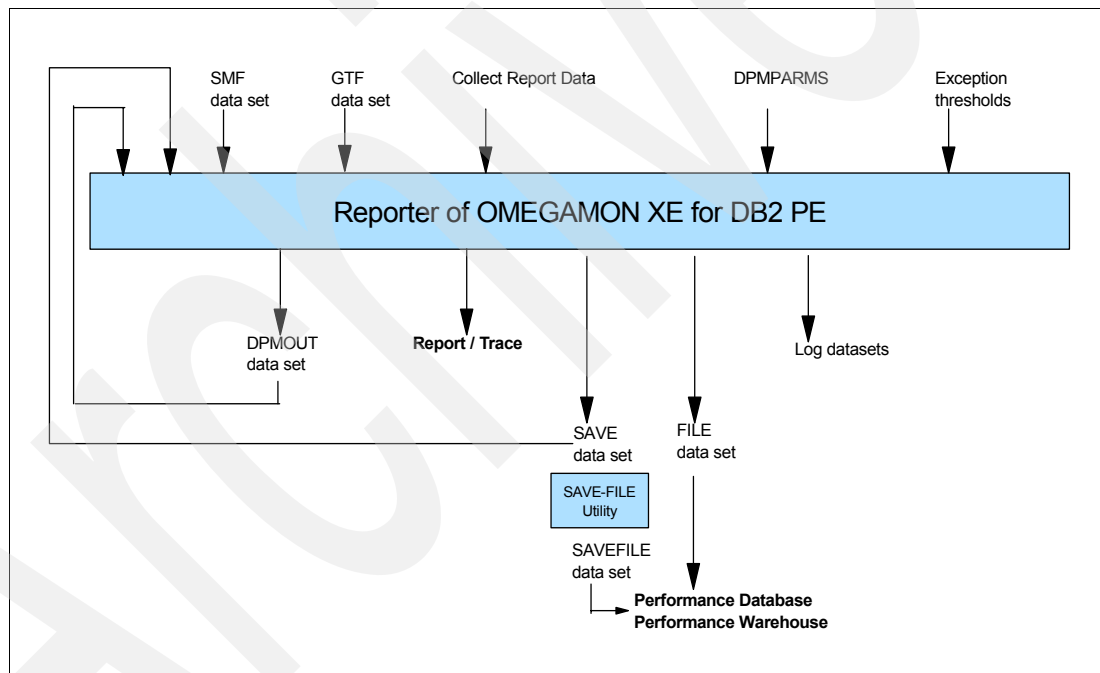 SMF
data set
GTF
data set
Collect Report Data
DPMPARMS
Exception
thresholds
Reporter of OMEGAMON XE for DB2 PE
DPMOUT
data set
Report / Trace
Log datasets
SAVE
data set
FILE
data set
SAVE-FILE
Utility
SAVEFILE
data set
Performance Database
Performance Warehouse